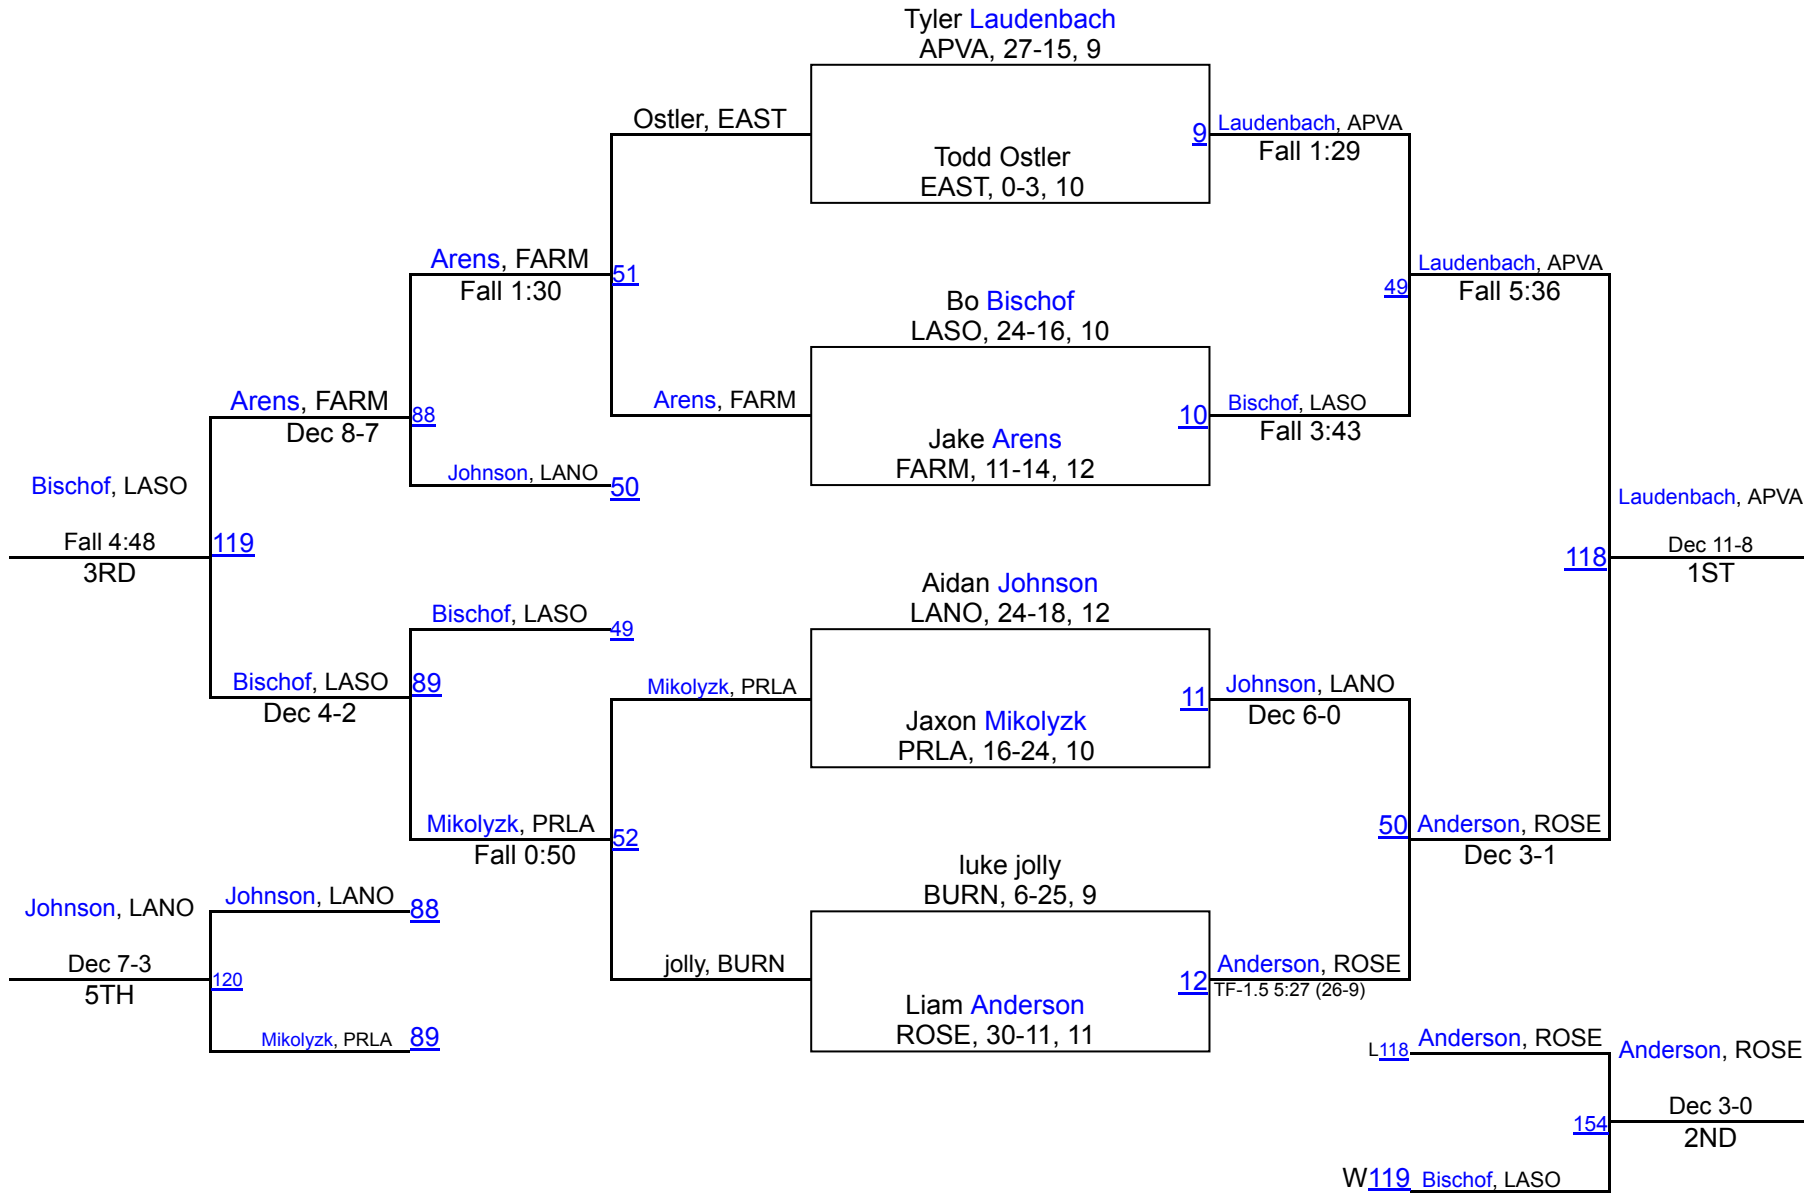 Tyler Laudenbach
APVA, 27-15, 9
Ostler, EAST
9
Laudenbach, APVA
Fall 1:29
Todd Ostler
EAST, 0-3, 10
Arens, FARM
51
Fall 1:30
Bo Bischof
LASO, 24-16, 10
49
Laudenbach, APVA
Fall 5:36
Arens, FARM
88
Dec 8-7
Arens, FARM
10
Bischof, LASO
Fall 3:43
Jake Arens
FARM, 11-14, 12
Johnson, LANO
50
Bischof, LASO
Fall 4:48
119
3RD
Laudenbach, APVA
118
Dec 11-8
1ST
Aidan Johnson
LANO, 24-18, 12
Bischof, LASO
49
Bischof, LASO
89
Dec 4-2
Mikolyzk, PRLA
11
Johnson, LANO
Dec 6-0
Jaxon Mikolyzk
PRLA, 16-24, 10
Mikolyzk, PRLA
52
Fall 0:50
50
Anderson, ROSE
Dec 3-1
luke jolly
BURN, 6-25, 9
Johnson, LANO
Johnson, LANO
88
Dec 7-3
120
5TH
jolly, BURN
12
Anderson, ROSE
TF-1.5 5:27 (26-9)
Liam Anderson
ROSE, 30-11, 11
Mikolyzk, PRLA
89
L118
Anderson, ROSE
Anderson, ROSE
154
Dec 3-0
2ND
W119
Bischof, LASO